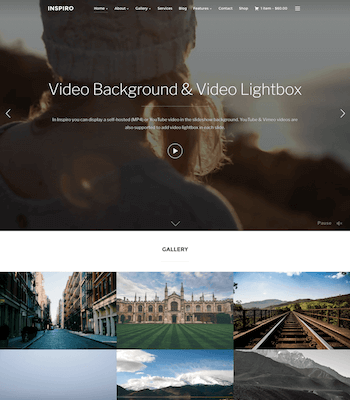 INSPIRO
Home About Gallery Services Blog Features Contact Shop 1 item - $60.00
Video Background & Video Lightbox
In Inspiro you can display a self-hosted (MP4) or YouTube video in the slideshow background. YouTube & Vimeo videos are
also supported to add video lightbox in each slide.
Pause
GALLERY